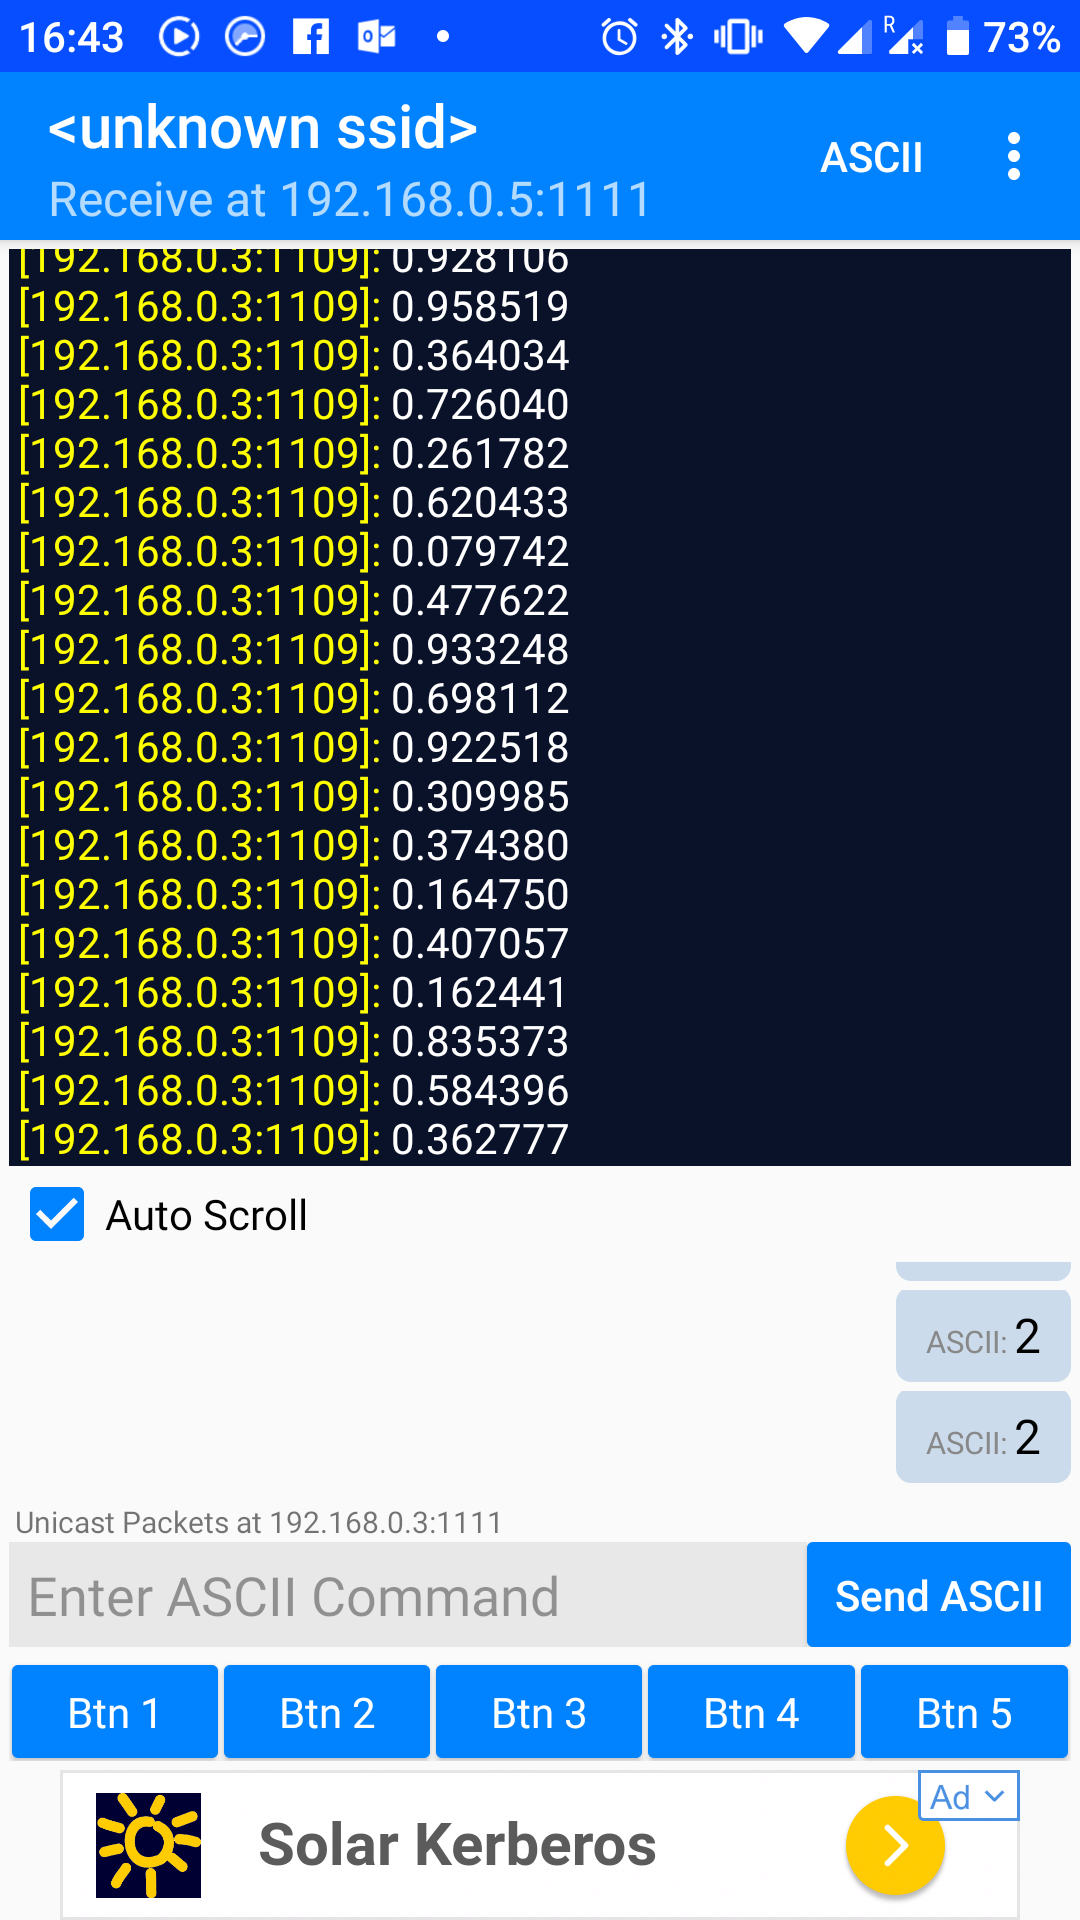 16:43 73%
R
<unknown ssid>
ASCII
Receive at 192.168.0.5:1111
[192.168.0.3:1109]: 0.928106
[192.168.0.3:1109]: 0.958519
[192.168.0.3:1109]: 0.364034
[192.168.0.3:1109]: 0.726040
[192.168.0.3:1109]: 0.261782
[192.168.0.3:1109]: 0.620433
[192.168.0.3:1109]: 0.079742
[192.168.0.3:1109]: 0.477622
[192.168.0.3:1109]: 0.933248
[192.168.0.3:1109]: 0.698112
[192.168.0.3:1109]: 0.922518
[192.168.0.3:1109]: 0.309985
[192.168.0.3:1109]: 0.374380
[192.168.0.3:1109]: 0.164750
[192.168.0.3:1109]: 0.407057
[192.168.0.3:1109]: 0.162441
[192.168.0.3:1109]: 0.835373
[192.168.0.3:1109]: 0.584396
[192.168.0.3:1109]: 0.362777
Auto Scroll
ASCII: 2
ASCII: 2
Unicast Packets at 192.168.0.3:1111
Enter ASCII Command
Send ASCII
Btn 1 Btn 2 Btn 3 Btn 4 Btn 5
Ad
Solar Kerberos